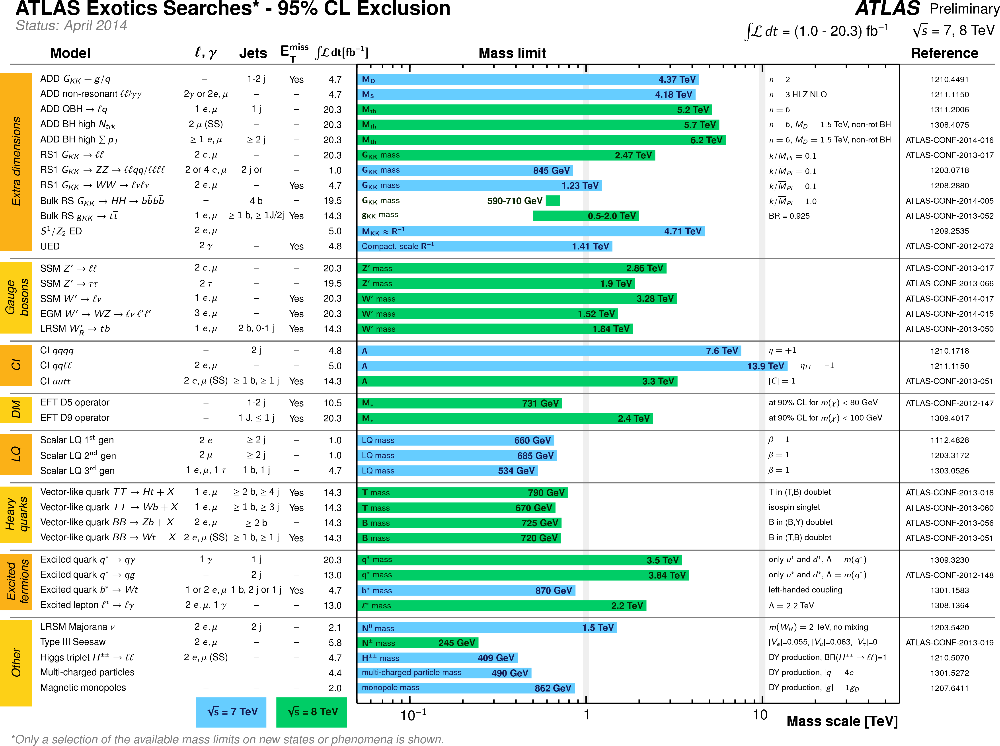 ATLAS Exotics Searches* - 95% CL Exclusion
ATLAS Preliminary
Status: April 2014
∫ℒ dt = (1.0 - 20.3) fb⁻¹ √s = 7, 8 TeV
Model ℓ, γ Jets E_T^miss ∫ℒ dt[fb⁻¹] Mass limit Reference
Extra dimensions
ADD G_KK + g/q – 1-2 j Yes 4.7 M_D 4.37 TeV n = 2 1210.4491
ADD non-resonant ℓℓ/γγ 2γ or 2e, μ – – 4.7 M_S 4.18 TeV n = 3 HLZ NLO 1211.1150
ADD QBH → ℓq 1 e, μ 1 j – 20.3 M_th 5.2 TeV n = 6 1311.2006
ADD BH high N_trk 2 μ (SS) – – 20.3 M_th 5.7 TeV n = 6, M_D = 1.5 TeV, non-rot BH 1308.4075
ADD BH high ∑ p_T ≥ 1 e, μ ≥ 2 j – 20.3 M_th 6.2 TeV n = 6, M_D = 1.5 TeV, non-rot BH ATLAS-CONF-2014-016
RS1 G_KK → ℓℓ 2 e, μ – – 20.3 G_KK mass 2.47 TeV k/M̅_Pl = 0.1 ATLAS-CONF-2013-017
RS1 G_KK → ZZ → ℓℓqq/ℓℓℓℓ 2 or 4 e, μ 2 j or – – 1.0 G_KK mass 845 GeV k/M̅_Pl = 0.1 1203.0718
RS1 G_KK → WW → ℓνℓν 2 e, μ – Yes 4.7 G_KK mass 1.23 TeV k/M̅_Pl = 0.1 1208.2880
Bulk RS G_KK → HH → bb̅bb̅ – 4 b – 19.5 G_KK mass 590-710 GeV k/M̅_Pl = 1.0 ATLAS-CONF-2014-005
Bulk RS g_KK → tt̅ 1 e, μ ≥ 1 b, ≥ 1J/2j Yes 14.3 g_KK mass 0.5-2.0 TeV BR = 0.925 ATLAS-CONF-2013-052
S¹/Z₂ ED 2 e, μ – – 5.0 M_KK ≈ R⁻¹ 4.71 TeV 1209.2535
UED 2 γ – Yes 4.8 Compact. scale R⁻¹ 1.41 TeV ATLAS-CONF-2012-072
Gauge bosons
SSM Z′ → ℓℓ 2 e, μ – – 20.3 Z′ mass 2.86 TeV ATLAS-CONF-2013-017
SSM Z′ → ττ 2 τ – – 19.5 Z′ mass 1.9 TeV ATLAS-CONF-2013-066
SSM W′ → ℓν 1 e, μ – Yes 20.3 W′ mass 3.28 TeV ATLAS-CONF-2014-017
EGM W′ → WZ → ℓν ℓ′ℓ′ 3 e, μ – Yes 20.3 W′ mass 1.52 TeV ATLAS-CONF-2014-015
LRSM W′_R → tb̅ 1 e, μ 2 b, 0-1 j Yes 14.3 W′ mass 1.84 TeV ATLAS-CONF-2013-050
CI
CI qqqq – 2 j – 4.8 Λ 7.6 TeV η = +1 1210.1718
CI qqℓℓ 2 e, μ – – 5.0 Λ 13.9 TeV η_LL = −1 1211.1150
CI uutt 2 e, μ (SS) ≥ 1 b, ≥ 1 j Yes 14.3 Λ 3.3 TeV |C| = 1 ATLAS-CONF-2013-051
DM
EFT D5 operator – 1-2 j Yes 10.5 M_* 731 GeV at 90% CL for m(χ) < 80 GeV ATLAS-CONF-2012-147
EFT D9 operator – 1 J, ≤ 1 j Yes 20.3 M_* 2.4 TeV at 90% CL for m(χ) < 100 GeV 1309.4017
LQ
Scalar LQ 1st gen 2 e ≥ 2 j – 1.0 LQ mass 660 GeV β = 1 1112.4828
Scalar LQ 2nd gen 2 μ ≥ 2 j – 1.0 LQ mass 685 GeV β = 1 1203.3172
Scalar LQ 3rd gen 1 e, μ, 1 τ 1 b, 1 j – 4.7 LQ mass 534 GeV β = 1 1303.0526
Heavy quarks
Vector-like quark TT → Ht + X 1 e, μ ≥ 2 b, ≥ 4 j Yes 14.3 T mass 790 GeV T in (T,B) doublet ATLAS-CONF-2013-018
Vector-like quark TT → Wb + X 1 e, μ ≥ 1 b, ≥ 3 j Yes 14.3 T mass 670 GeV isospin singlet ATLAS-CONF-2013-060
Vector-like quark BB → Zb + X 2 e, μ ≥ 2 b – 14.3 B mass 725 GeV B in (B,Y) doublet ATLAS-CONF-2013-056
Vector-like quark BB → Wt + X 2 e, μ (SS) ≥ 1 b, ≥ 1 j Yes 14.3 B mass 720 GeV B in (T,B) doublet ATLAS-CONF-2013-051
Excited fermions
Excited quark q* → qγ 1 γ 1 j – 20.3 q* mass 3.5 TeV only u* and d*, Λ = m(q*) 1309.3230
Excited quark q* → qg – 2 j – 13.0 q* mass 3.84 TeV only u* and d*, Λ = m(q*) ATLAS-CONF-2012-148
Excited quark b* → Wt 1 or 2 e, μ 1 b, 2 j or 1 j Yes 4.7 b* mass 870 GeV left-handed coupling 1301.1583
Excited lepton ℓ* → ℓγ 2 e, μ, 1 γ – – 13.0 ℓ* mass 2.2 TeV Λ = 2.2 TeV 1308.1364
Other
LRSM Majorana ν 2 e, μ 2 j – 2.1 N⁰ mass 1.5 TeV m(W_R) = 2 TeV, no mixing 1203.5420
Type III Seesaw 2 e, μ – – 5.8 N± mass 245 GeV |V_e|=0.055, |V_μ|=0.063, |V_τ|=0 ATLAS-CONF-2013-019
Higgs triplet H±± → ℓℓ 2 e, μ (SS) – – 4.7 H±± mass 409 GeV DY production, BR(H±± → ℓℓ)=1 1210.5070
Multi-charged particles – – – 4.4 multi-charged particle mass 490 GeV DY production, |q| = 4e 1301.5272
Magnetic monopoles – – – 2.0 monopole mass 862 GeV DY production, |g| = 1g_D 1207.6411
√s = 7 TeV √s = 8 TeV
10⁻¹ 1 10
Mass scale [TeV]
*Only a selection of the available mass limits on new states or phenomena is shown.